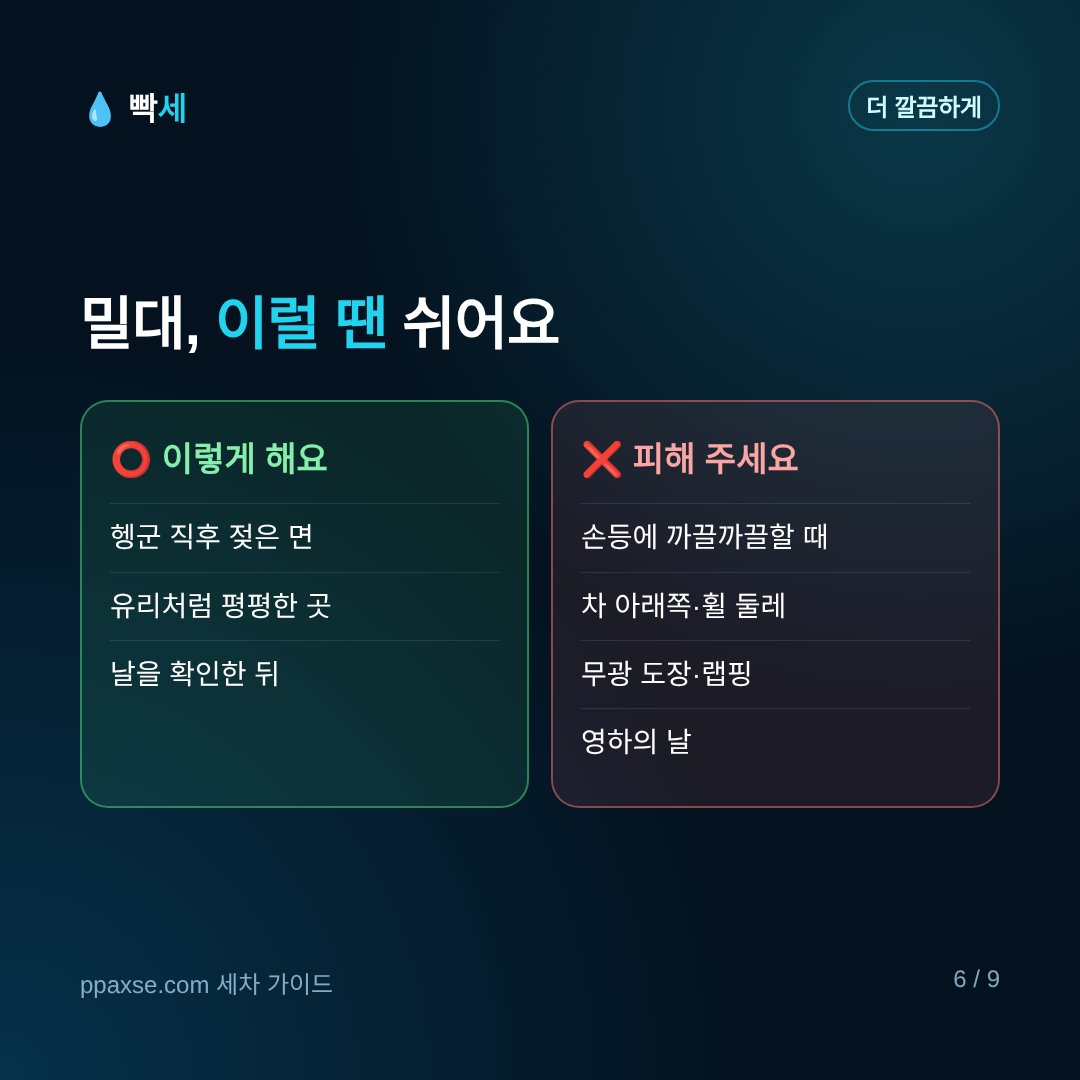 빡세
더 깔끔하게
밀대, 이럴 땐 쉬어요
이렇게 해요
헹군 직후 젖은 면
유리처럼 평평한 곳
날을 확인한 뒤
피해 주세요
손등에 까끌까끌할 때
차 아래쪽·휠 둘레
무광 도장·랩핑
영하의 날
ppaxse.com 세차 가이드
6 / 9